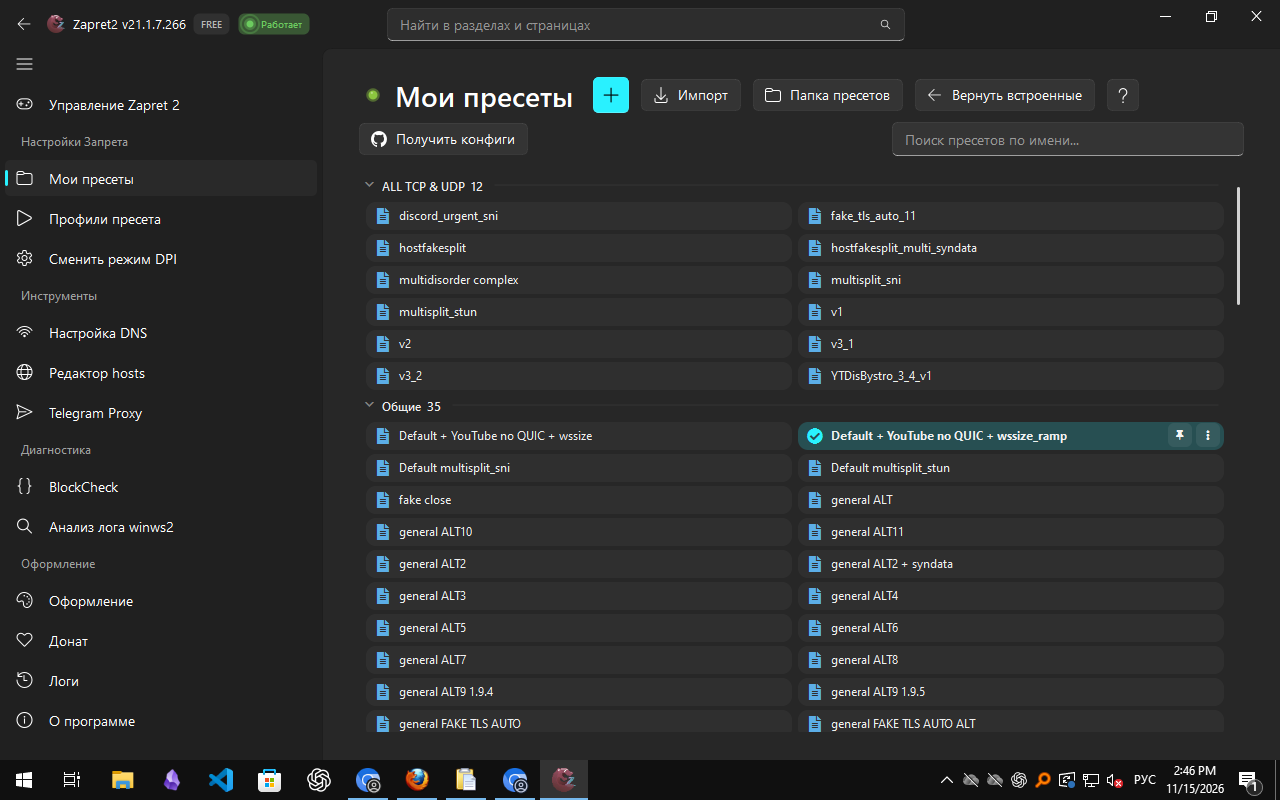 Zapret2 v21.1.7.266 FREE Работает
Найти в разделах и страницах
Управление Zapret 2
Настройки Запрета
Мои пресеты
Профили пресета
Сменить режим DPI
Инструменты
Настройка DNS
Редактор hosts
Telegram Proxy
Диагностика
BlockCheck
Анализ лога winws2
Оформление
Оформление
Донат
Логи
О программе
Мои пресеты
Импорт
Папка пресетов
Вернуть встроенные
?
Получить конфиги
Поиск пресетов по имени...
ALL TCP & UDP 12
discord_urgent_sni
fake_tls_auto_11
hostfakesplit
hostfakesplit_multi_syndata
multidisorder complex
multisplit_sni
multisplit_stun
v1
v2
v3_1
v3_2
YTDisBystro_3_4_v1
Общие 35
Default + YouTube no QUIC + wssize
Default + YouTube no QUIC + wssize_ramp
Default multisplit_sni
Default multisplit_stun
fake close
general ALT
general ALT10
general ALT11
general ALT2
general ALT2 + syndata
general ALT3
general ALT4
general ALT5
general ALT6
general ALT7
general ALT8
general ALT9 1.9.4
general ALT9 1.9.5
general FAKE TLS AUTO
general FAKE TLS AUTO ALT
РУС
2:46 PM
11/15/2026
1